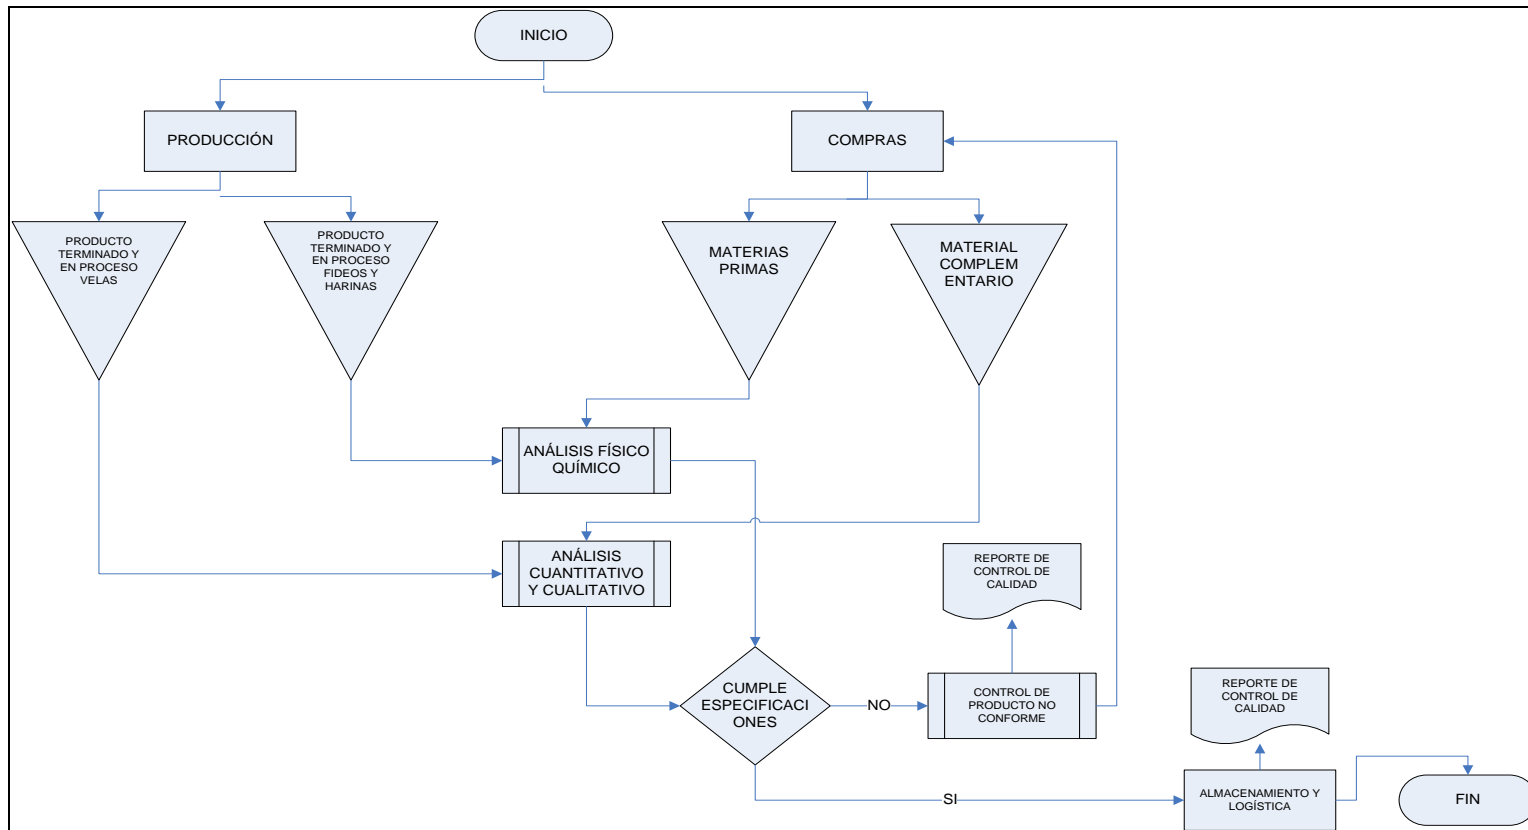 INICIO
PRODUCCIÓN
COMPRAS
PRODUCTO
TERMINADO Y
EN PROCESO
VELAS
PRODUCTO
TERMINADO Y
EN PROCESO
FIDEOS Y
HARINAS
MATERIAS
PRIMAS
MATERIAL
COMPLEM
ENTARIO
ANÁLISIS FÍSICO
QUÍMICO
ANÁLISIS
CUANTITATIVO
Y CUALITATIVO
REPORTE DE
CONTROL DE
CALIDAD
CUMPLE
ESPECIFICACI
ONES
NO
CONTROL DE
PRODUCTO NO
CONFORME
REPORTE DE
CONTROL DE
CALIDAD
SI
ALMACENAMIENTO Y
LOGÍSTICA
FIN